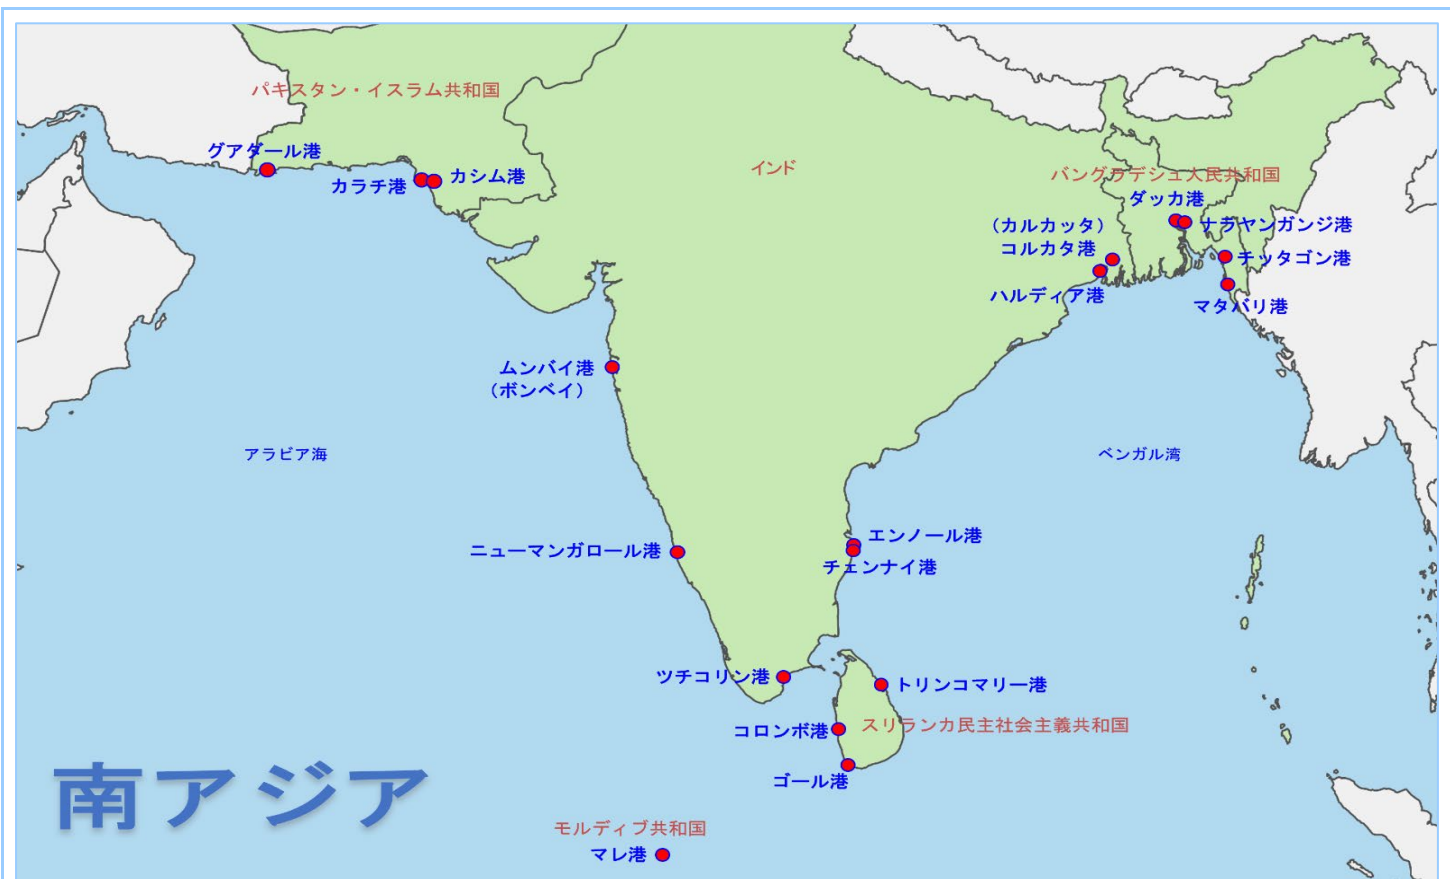 パキスタン・イスラム共和国
グアダール港
カラチ港
カシム港
インド
バングラデシュ人民共和国
ダッカ港
ナラヤンガンジ港
（カルカッタ）
コルカタ港
チッタゴン港
ハルディア港
マタバリ港
ムンバイ港
（ボンベイ）
アラビア海
ベンガル湾
ニューマンガロール港
エンノール港
チェンナイ港
ツチコリン港
トリンコマリー港
コロンボ港
スリランカ民主社会主義共和国
ゴール港
南アジア
モルディブ共和国
マレ港